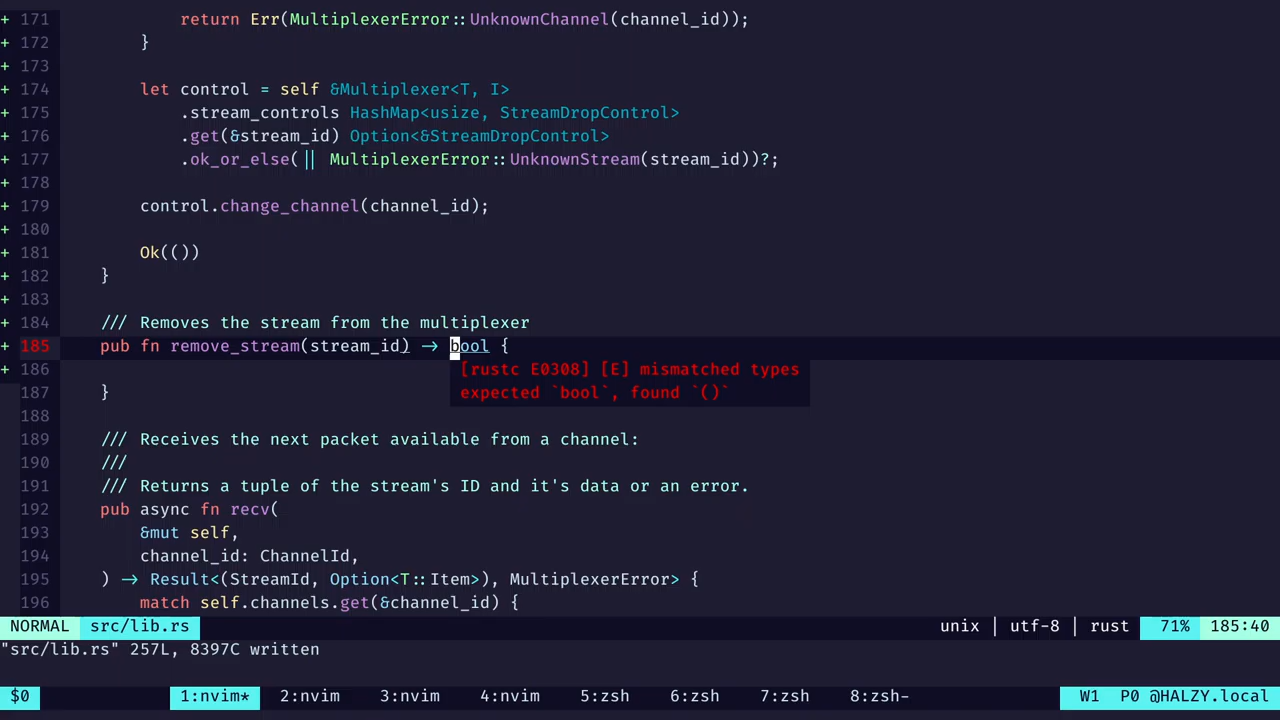 + 171             return Err(MultiplexerError::UnknownChannel(channel_id));
+ 172         }
+ 173
+ 174         let control = self &Multiplexer<T, I>
+ 175             .stream_controls HashMap<usize, StreamDropControl>
+ 176             .get(&stream_id) Option<&StreamDropControl>
+ 177             .ok_or_else(|| MultiplexerError::UnknownStream(stream_id))?;
+ 178
+ 179         control.change_channel(channel_id);
+ 180
+ 181         Ok(())
+ 182     }
+ 183
+ 184     /// Removes the stream from the multiplexer
+ 185     pub fn remove_stream(stream_id) -> bool {
+ 186         [rustc E0308] [E] mismatched types
  187     } expected `bool`, found `()`
  188
  189     /// Receives the next packet available from a channel:
  190     ///
  191     /// Returns a tuple of the stream's ID and it's data or an error.
  192     pub async fn recv(
  193         &mut self,
  194         channel_id: ChannelId,
  195     ) -> Result<(StreamId, Option<T::Item>), MultiplexerError> {
  196         match self.channels.get(&channel_id) {
NORMAL src/lib.rs unix | utf-8 | rust 71% 185:40
"src/lib.rs" 257L, 8397C written
$0 1:nvim* 2:nvim 3:nvim 4:nvim 5:zsh 6:zsh 7:zsh 8:zsh- W1 P0 @HALZY.local